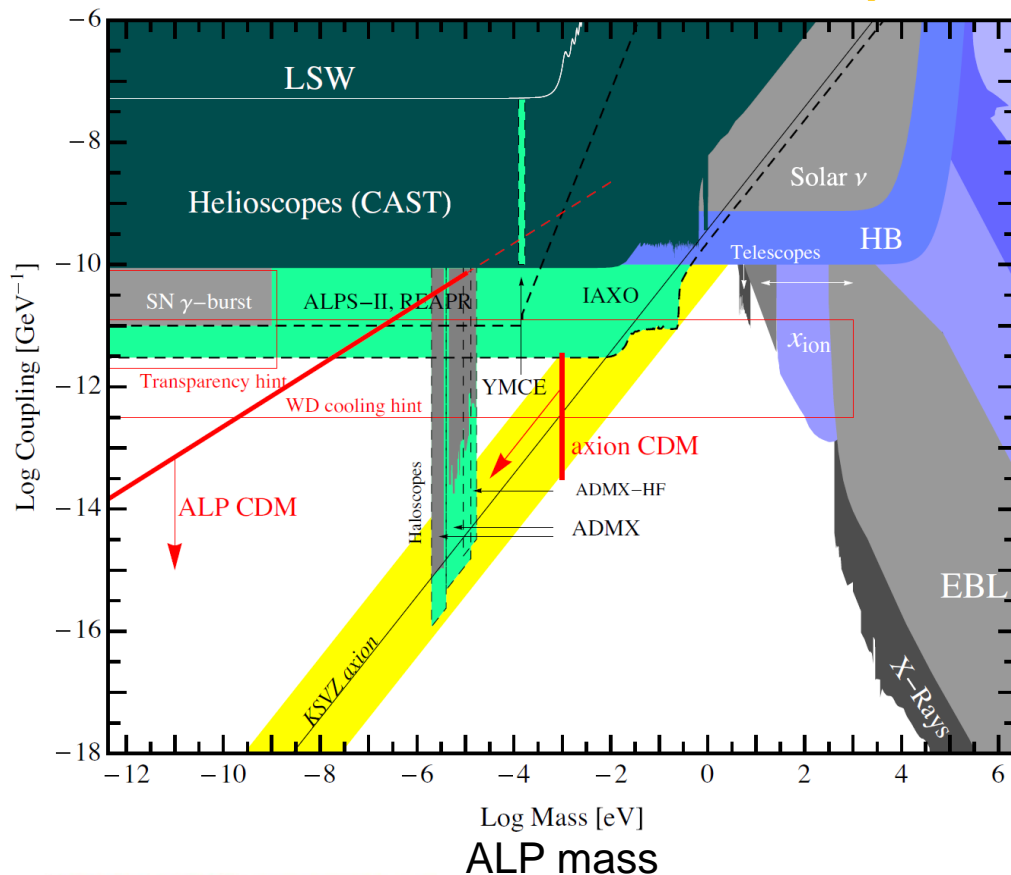 −6
−8
−10
−12
−14
−16
−18
Log Coupling [GeV⁻¹]
LSW
Helioscopes (CAST)
Solar ν
HB
Telescopes
SN γ−burst
ALPS−II, REAPR
IAXO
Transparency hint
WD cooling hint
YMCE
x_ion
axion CDM
ALP CDM
Haloscopes
ADMX−HF
ADMX
EBL
X−Rays
KSVZ axion
−12 −10 −8 −6 −4 −2 0 2 4 6
Log Mass [eV]
ALP mass